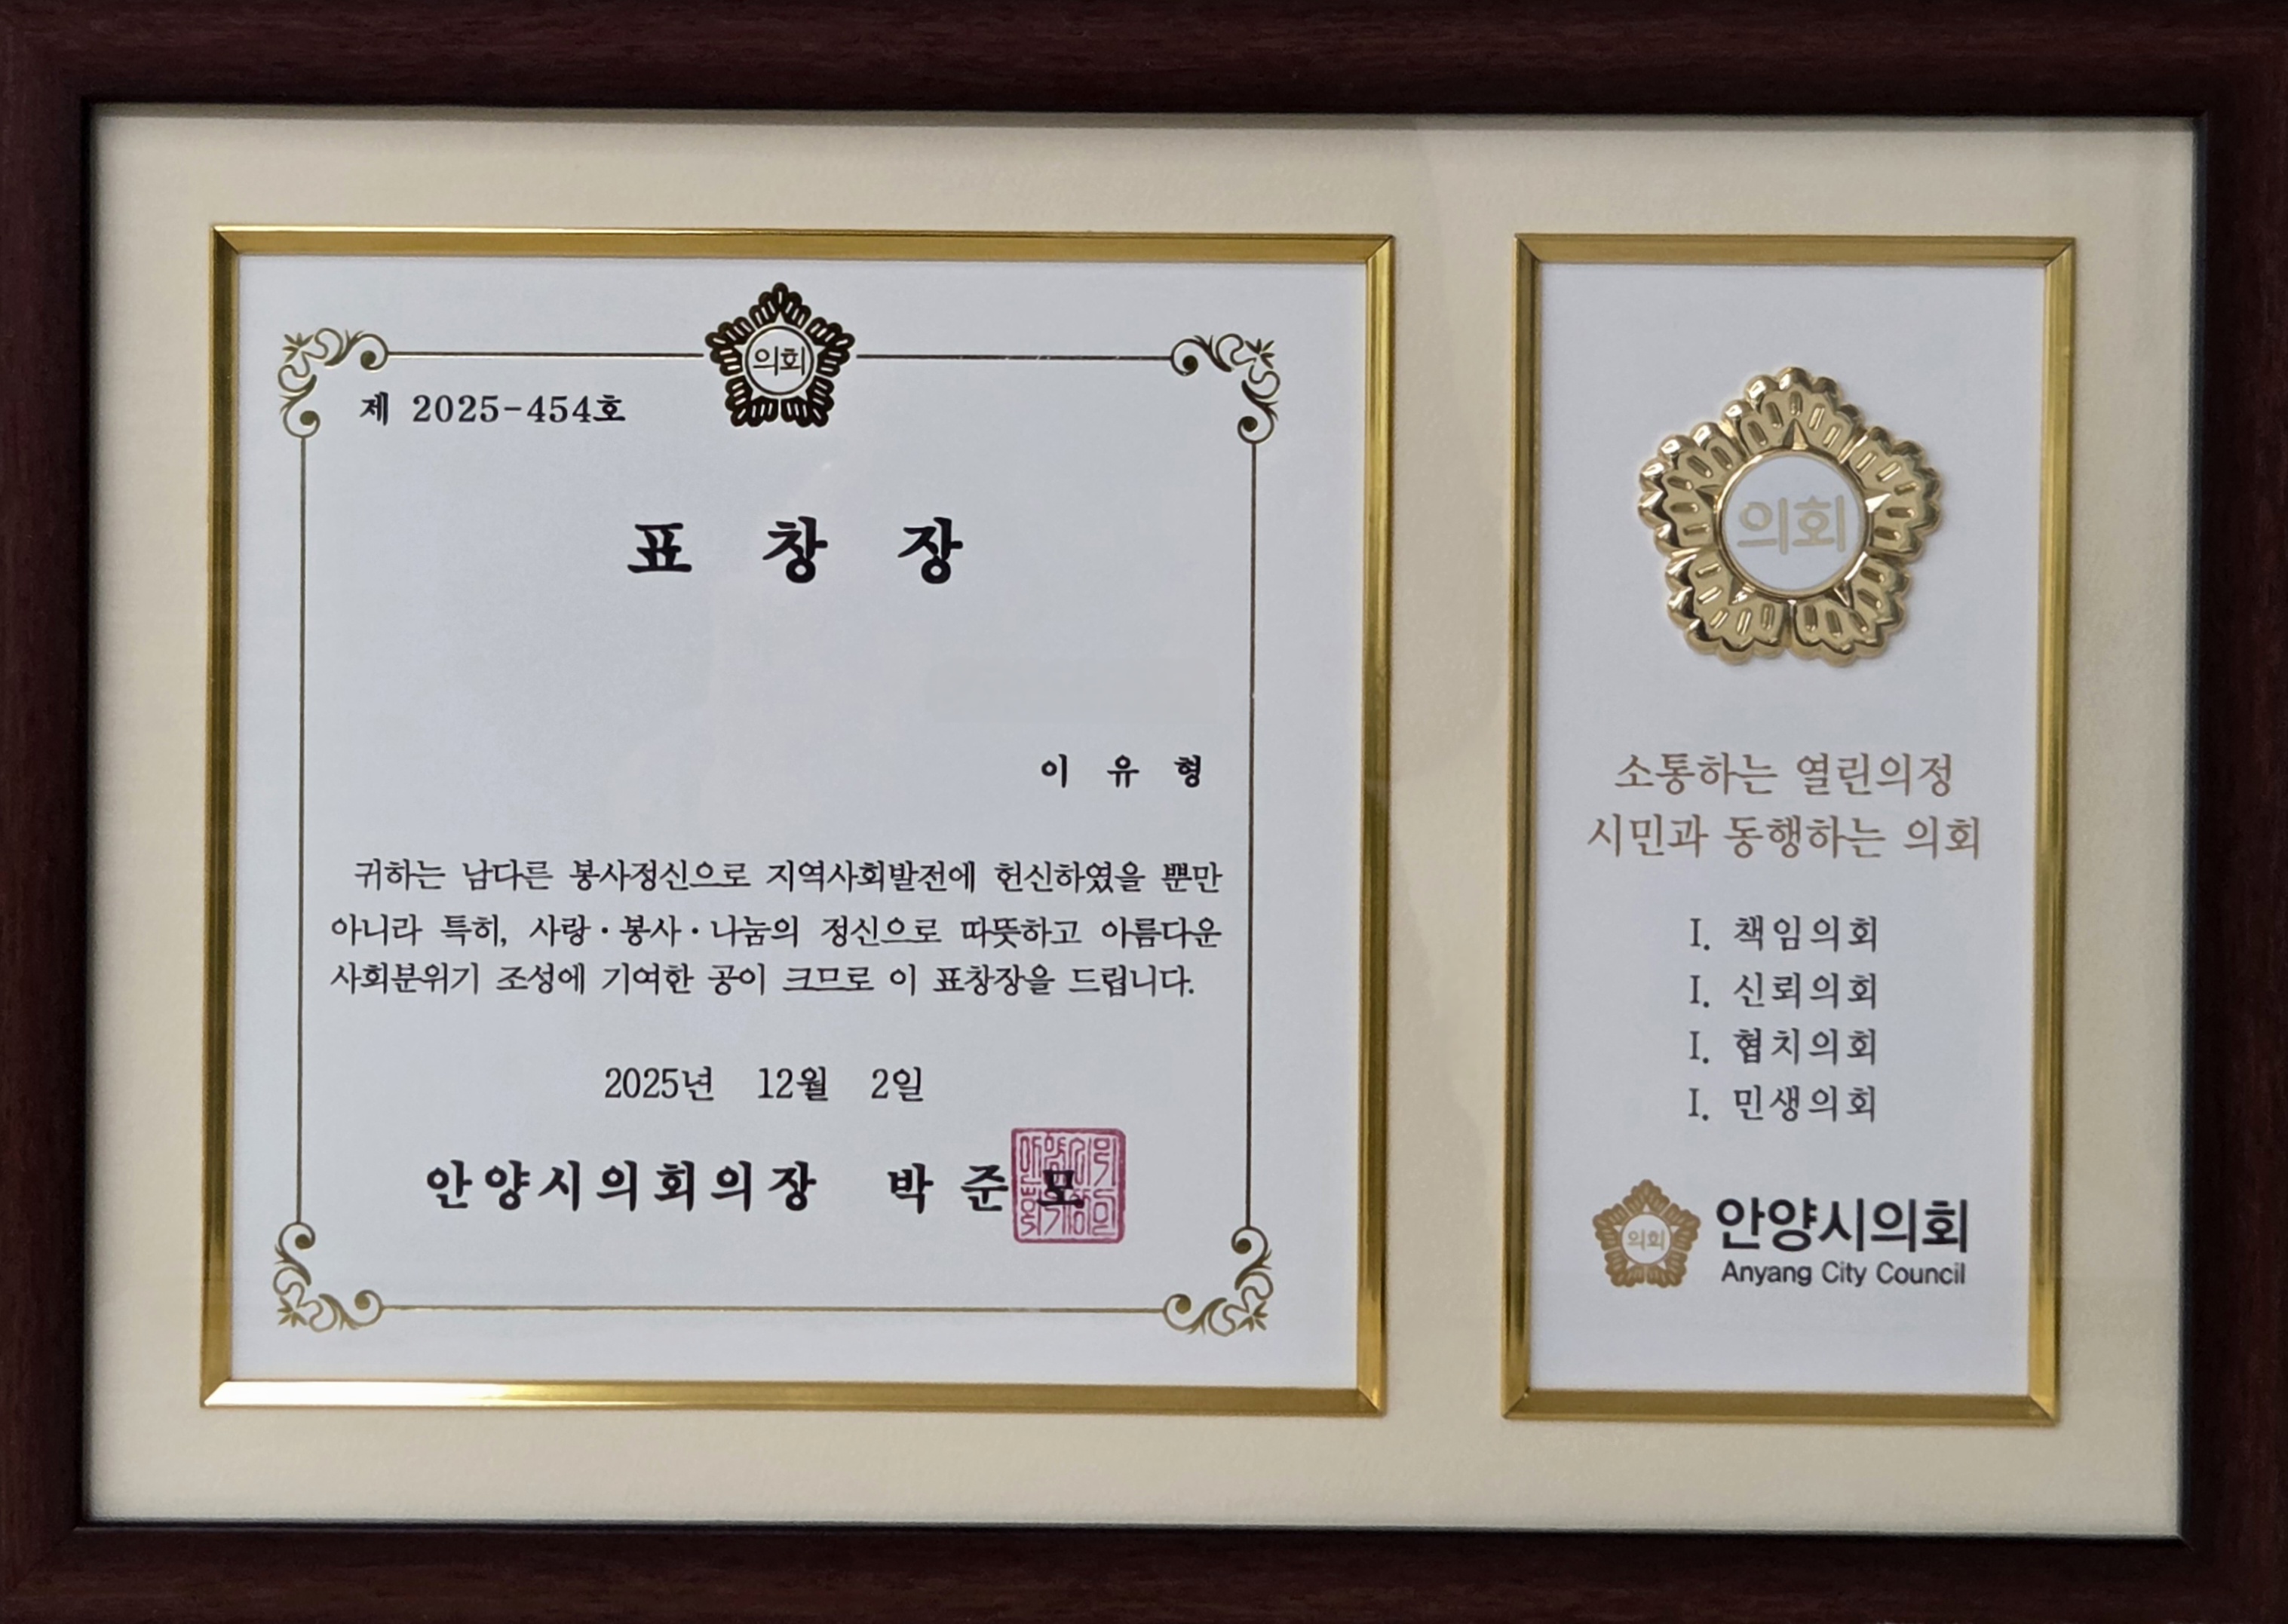 의회
제 2025-454호
표 창 장
이 유 형
귀하는 남다른 봉사정신으로 지역사회발전에 헌신하였을 뿐만
아니라 특히, 사랑·봉사·나눔의 정신으로 따뜻하고 아름다운
사회분위기 조성에 기여한 공이 크므로 이 표창장을 드립니다.
2025년 12월 2일
안양시의회의장 박 준 모
의회
소통하는 열린의정
시민과 동행하는 의회
I. 책임의회
I. 신뢰의회
I. 협치의회
I. 민생의회
의회
안양시의회
Anyang City Council